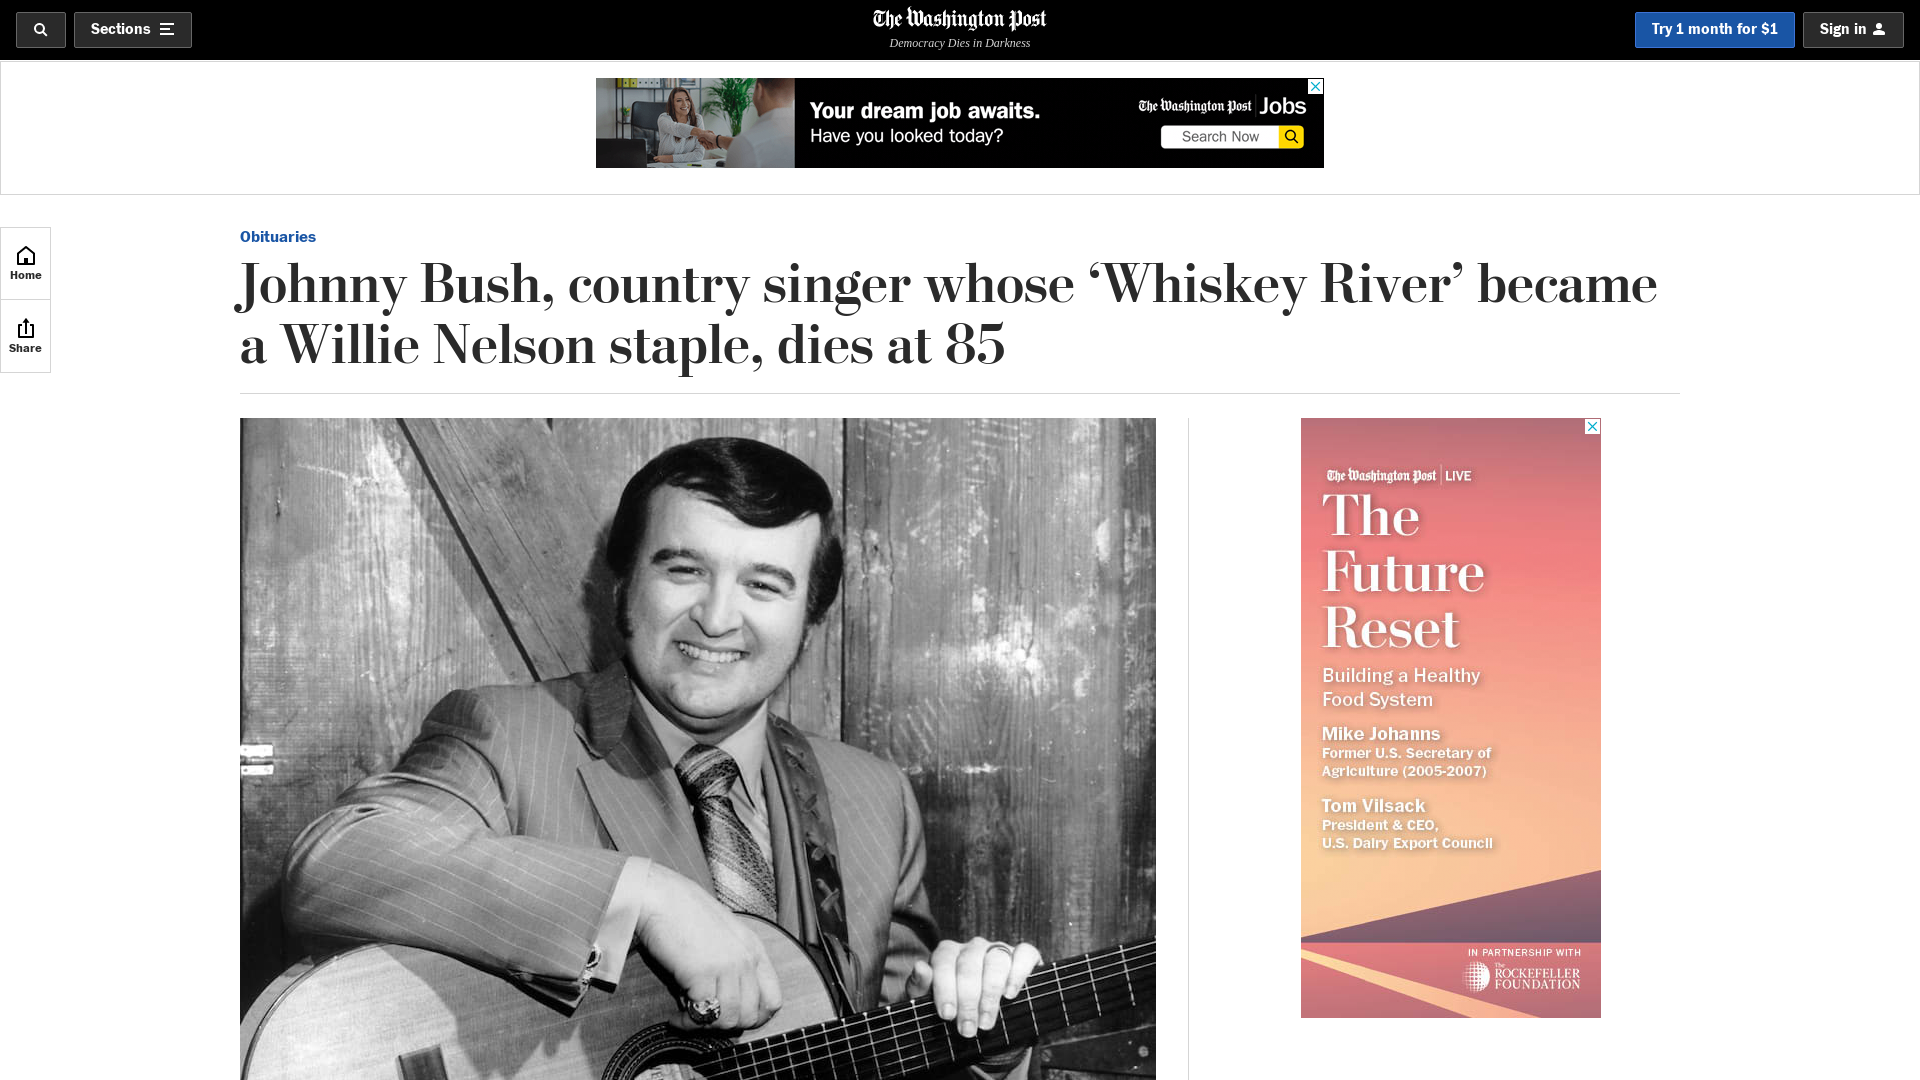 Sections
The Washington Post
Democracy Dies in Darkness
Try 1 month for $1
Sign in
Your dream job awaits.
Have you looked today?
The Washington Post Jobs
Search Now
Home
Share
Obituaries
Johnny Bush, country singer whose ‘Whiskey River’ became
a Willie Nelson staple, dies at 85
The Washington Post LIVE
The
Future
Reset
Building a Healthy
Food System
Mike Johanns
Former U.S. Secretary of
Agriculture (2005-2007)
Tom Vilsack
President & CEO,
U.S. Dairy Export Council
IN PARTNERSHIP WITH
The
ROCKEFELLER
FOUNDATION